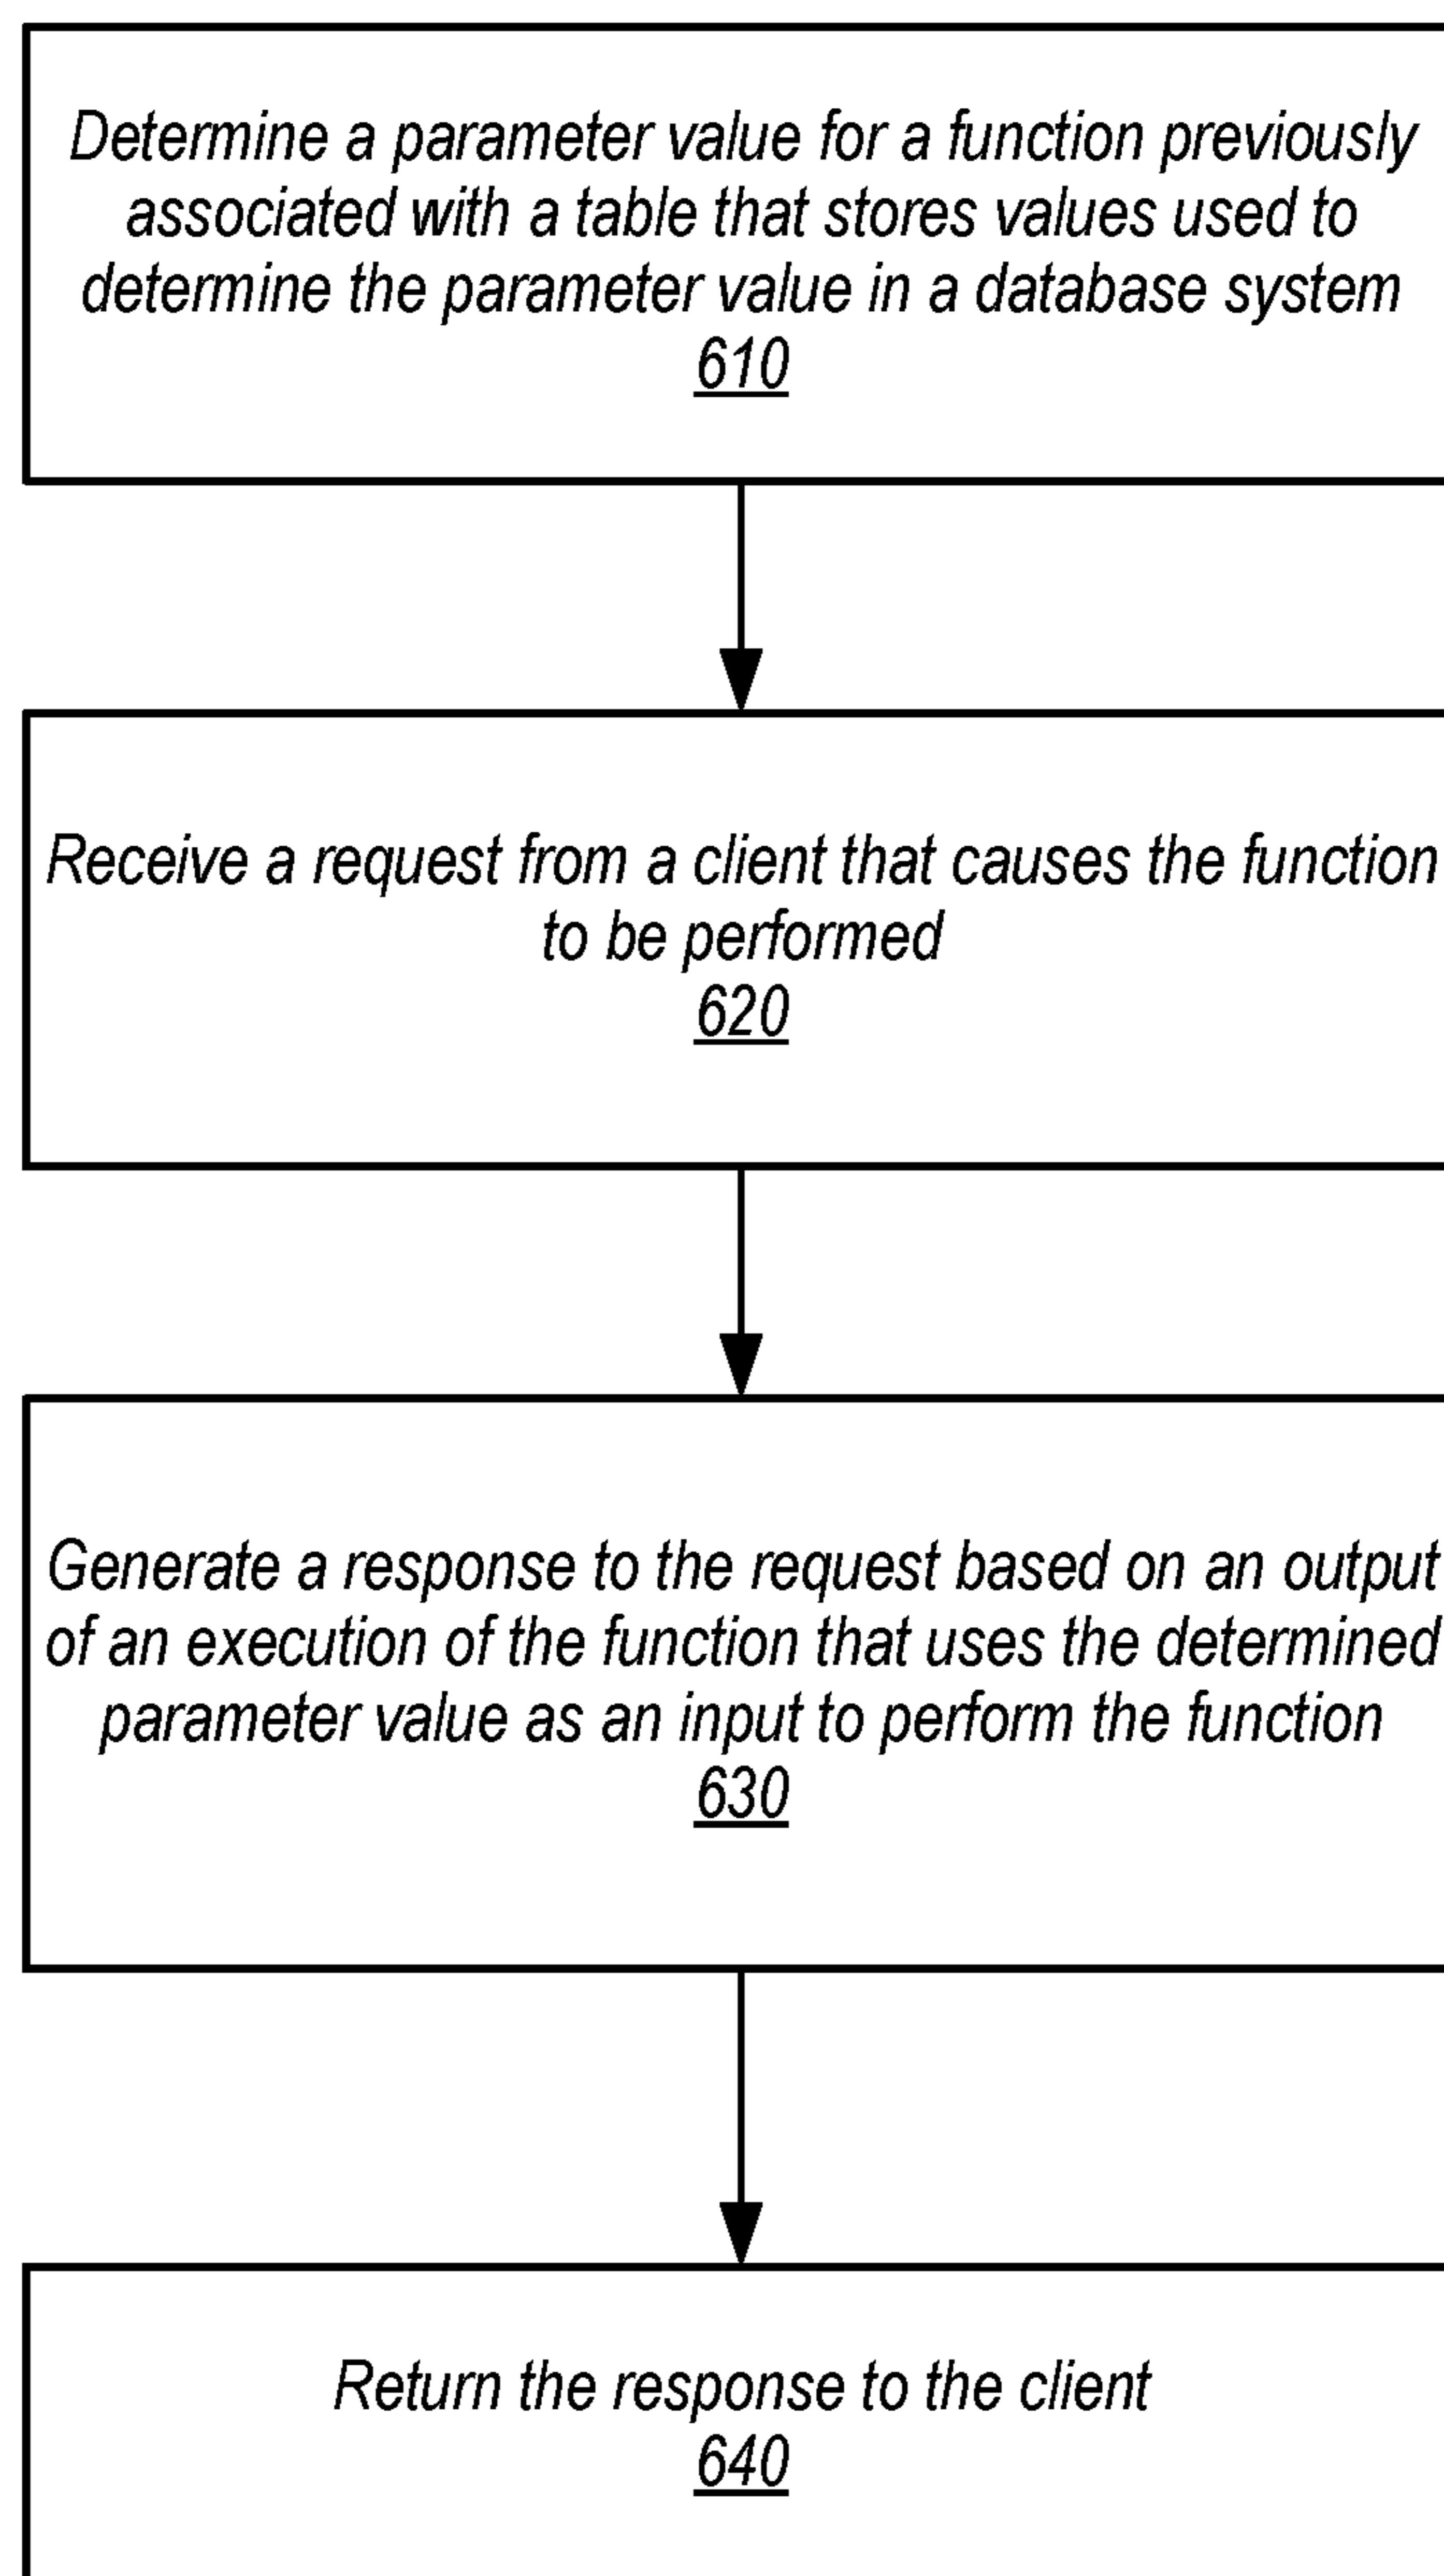 Determine a parameter value for a function previously
associated with a table that stores values used to
determine the parameter value in a database system
610
Receive a request from a client that causes the function
to be performed
620
Generate a response to the request based on an output
of an execution of the function that uses the determined
parameter value as an input to perform the function
630
Return the response to the client
640